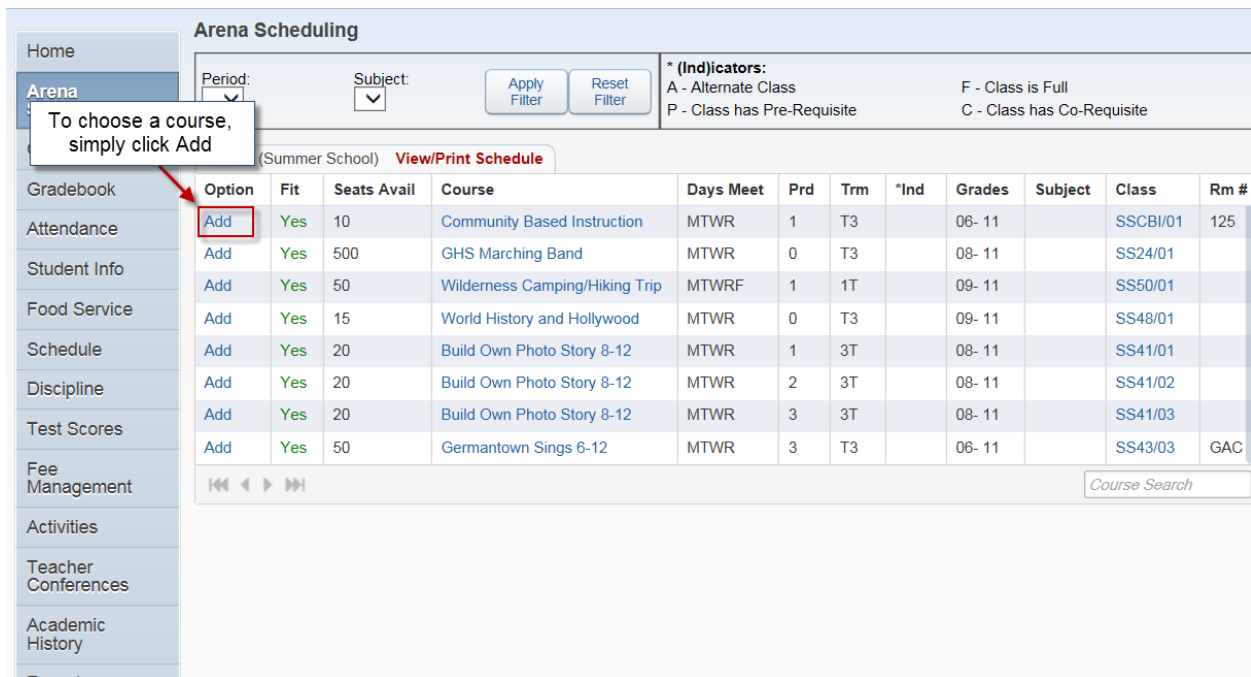 Arena Scheduling
Home
Arena
To choose a course,
simply click Add
Gradebook
Attendance
Student Info
Food Service
Schedule
Discipline
Test Scores
Fee
Management
Activities
Teacher
Conferences
Academic
History
Period: Subject:
Apply
Filter
Reset
Filter
* (Ind)icators:
A - Alternate Class F - Class is Full
P - Class has Pre-Requisite C - Class has Co-Requisite
(Summer School) View/Print Schedule
Option Fit Seats Avail Course Days Meet Prd Trm *Ind Grades Subject Class Rm #
Add Yes 10 Community Based Instruction MTWR 1 T3 06- 11 SSCBI/01 125
Add Yes 500 GHS Marching Band MTWR 0 T3 08- 11 SS24/01
Add Yes 50 Wilderness Camping/Hiking Trip MTWRF 1 1T 09- 11 SS50/01
Add Yes 15 World History and Hollywood MTWR 0 T3 09- 11 SS48/01
Add Yes 20 Build Own Photo Story 8-12 MTWR 1 3T 08- 11 SS41/01
Add Yes 20 Build Own Photo Story 8-12 MTWR 2 3T 08- 11 SS41/02
Add Yes 20 Build Own Photo Story 8-12 MTWR 3 3T 08- 11 SS41/03
Add Yes 50 Germantown Sings 6-12 MTWR 3 T3 06- 11 SS43/03 GAC
Course Search